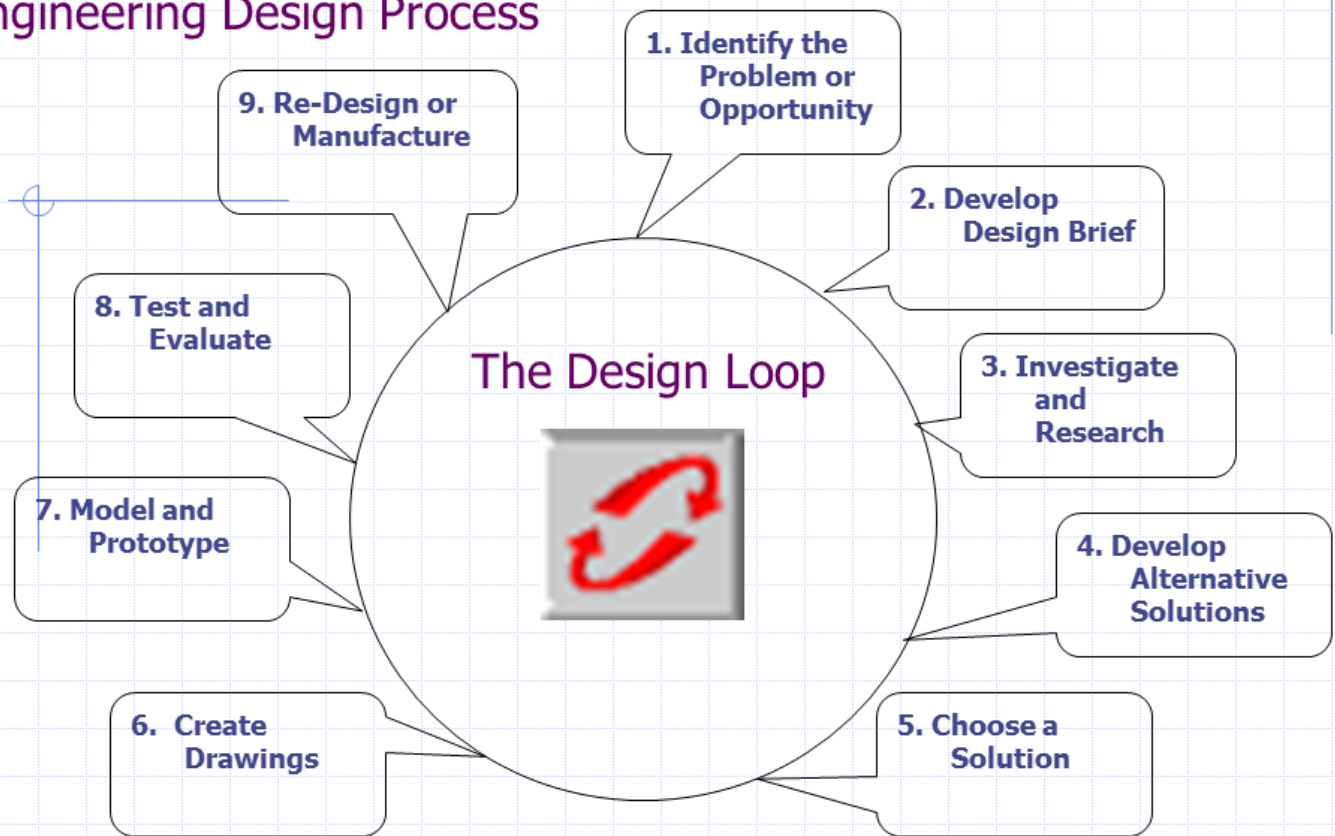 ngineering Design Process
1. Identify the
Problem or
Opportunity
2. Develop
Design Brief
3. Investigate
and
Research
4. Develop
Alternative
Solutions
5. Choose a
Solution
6. Create
Drawings
7. Model and
Prototype
8. Test and
Evaluate
9. Re-Design or
Manufacture
The Design Loop